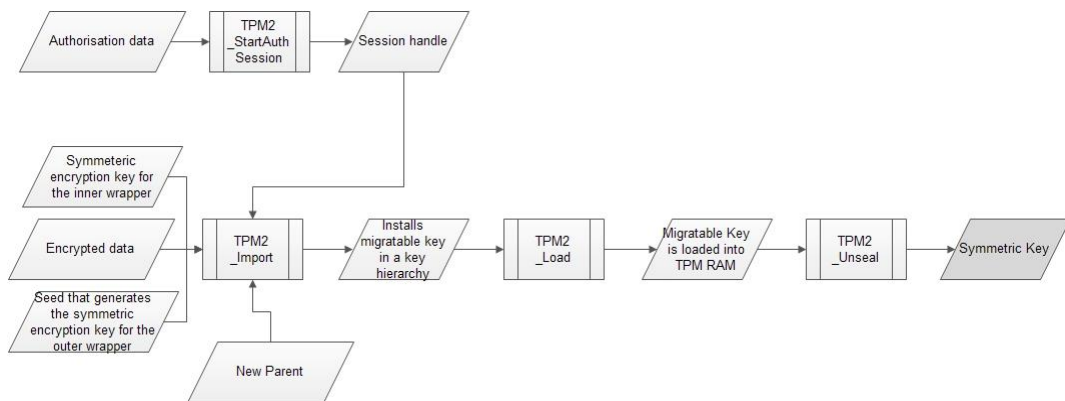 Authorisation data
TPM2
_StartAuth
Session
Session handle
Symmeteric
encryption key for
the inner wrapper
Encrypted data
Seed that generates
the symmetric
encryption key for the
outer wrapper
TPM2
_Import
New Parent
Installs
migratable key
in a key
hierarchy
TPM2
_Load
Migratable Key
is loaded into
TPM RAM
TPM2
_Unseal
Symmetric Key